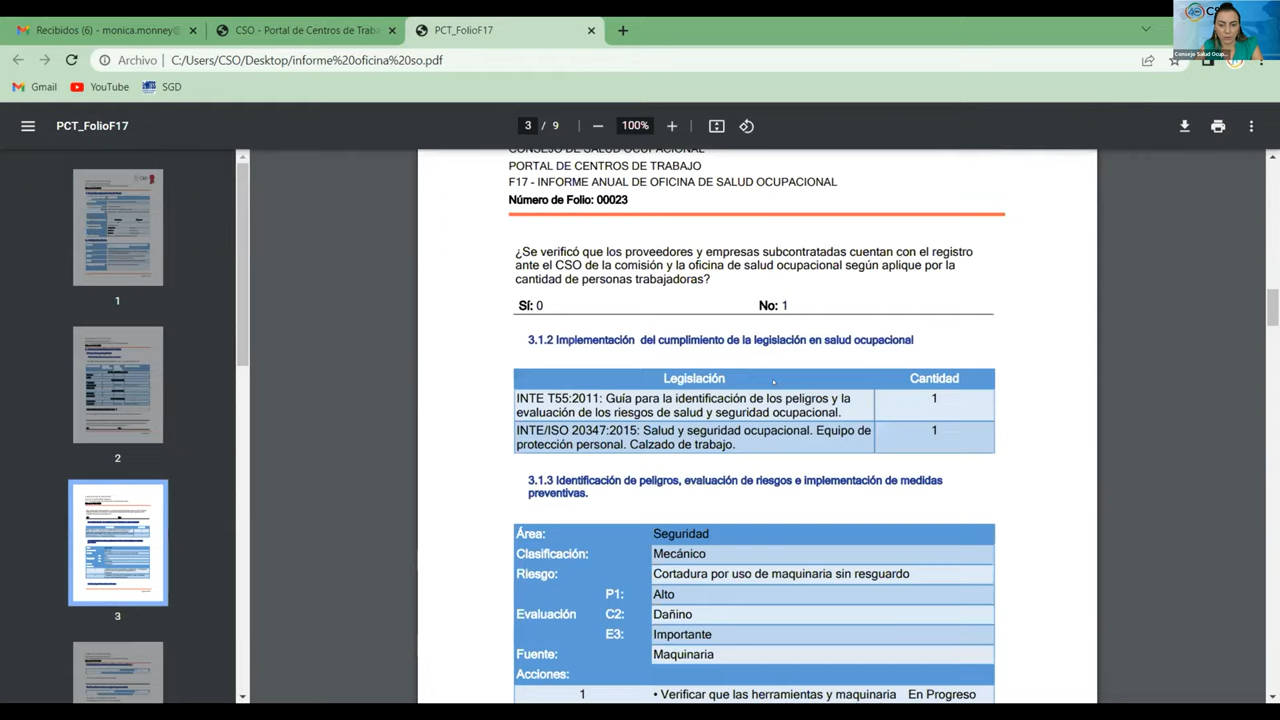 Recibidos (6) - monica.monney@
CSO - Portal de Centros de Traba
PCT_FolioF17
Archivo
C:/Users/CSO/Desktop/informe%20oficina%20so.pdf
Gmail
YouTube
SGD
PCT_FolioF17
3 / 9
100%
1
2
3
CONSEJO DE SALUD OCUPACIONAL
PORTAL DE CENTROS DE TRABAJO
F17 - INFORME ANUAL DE OFICINA DE SALUD OCUPACIONAL
Número de Folio: 00023
¿Se verificó que los proveedores y empresas subcontratadas cuentan con el registro
ante el CSO de la comisión y la oficina de salud ocupacional según aplique por la
cantidad de personas trabajadoras?
Sí: 0 No: 1
3.1.2 Implementación del cumplimiento de la legislación en salud ocupacional
Legislación Cantidad
INTE T55:2011: Guía para la identificación de los peligros y la
evaluación de los riesgos de salud y seguridad ocupacional.
1
INTE/ISO 20347:2015: Salud y seguridad ocupacional. Equipo de
protección personal. Calzado de trabajo.
1
3.1.3 Identificación de peligros, evaluación de riesgos e implementación de medidas
preventivas.
Área: Seguridad
Clasificación: Mecánico
Riesgo: Cortadura por uso de maquinaria sin resguardo
P1: Alto
Evaluación C2: Dañino
E3: Importante
Fuente: Maquinaria
Acciones:
1 • Verificar que las herramientas y maquinaria En Progreso
Consejo Salud Ocup...